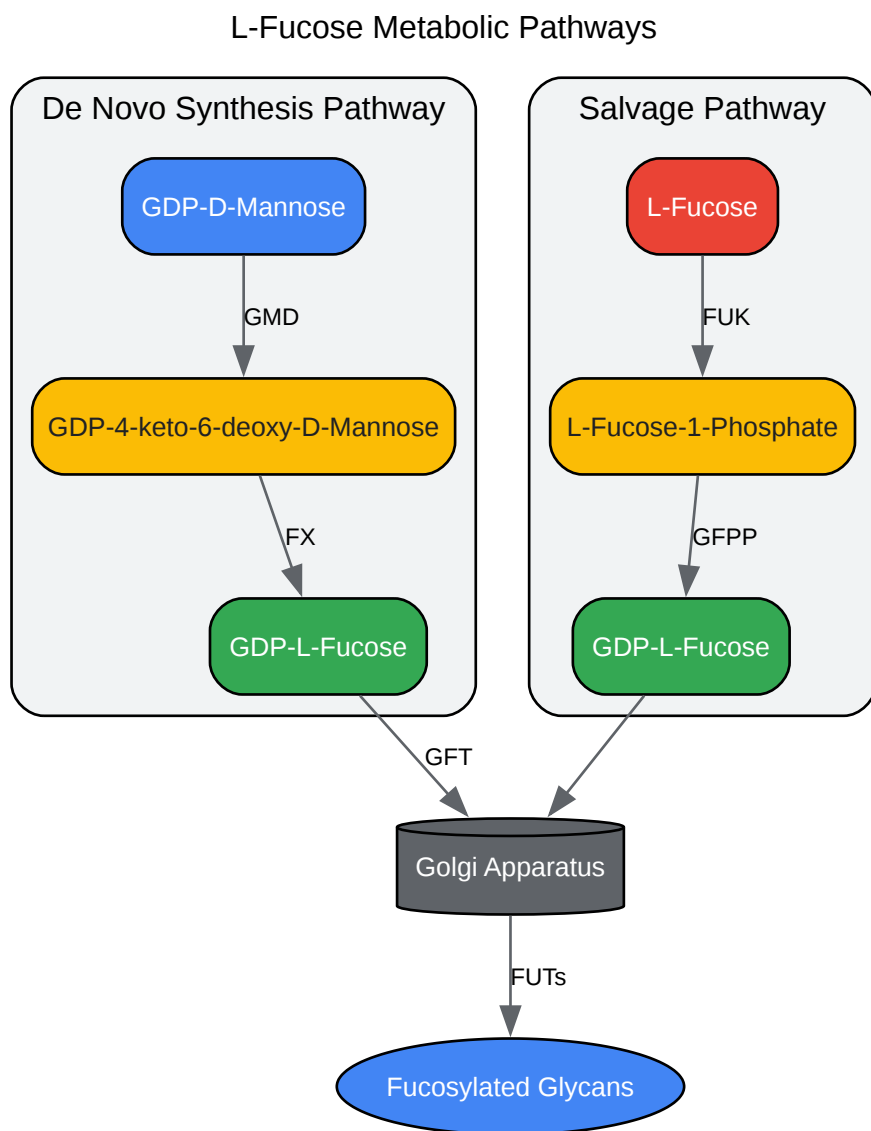 L-Fucose Metabolic Pathways
De Novo Synthesis Pathway
GDP-D-Mannose
GMD
GDP-4-keto-6-deoxy-D-Mannose
FX
GDP-L-Fucose
Salvage Pathway
L-Fucose
FUK
L-Fucose-1-Phosphate
GFPP
GDP-L-Fucose
GFT
Golgi Apparatus
FUTs
Fucosylated Glycans